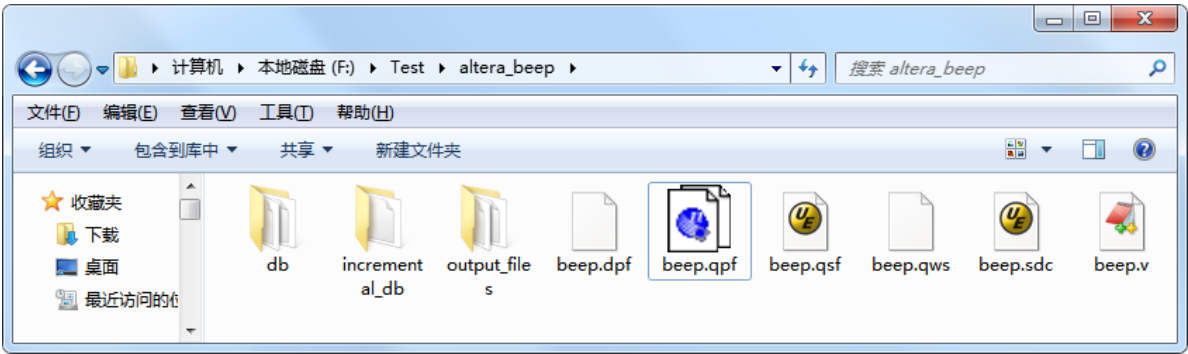 计算机 本地磁盘 (F:) Test altera_beep 搜索 altera_beep
文件(F) 编辑(E) 查看(V) 工具(T) 帮助(H)
组织 包含到库中 共享 新建文件夹
收藏夹
下载
桌面
最近访问的位
db
increment
al_db
output_file
s
beep.dpf
beep.qpf
beep.qsf
beep.qws
beep.sdc
beep.v